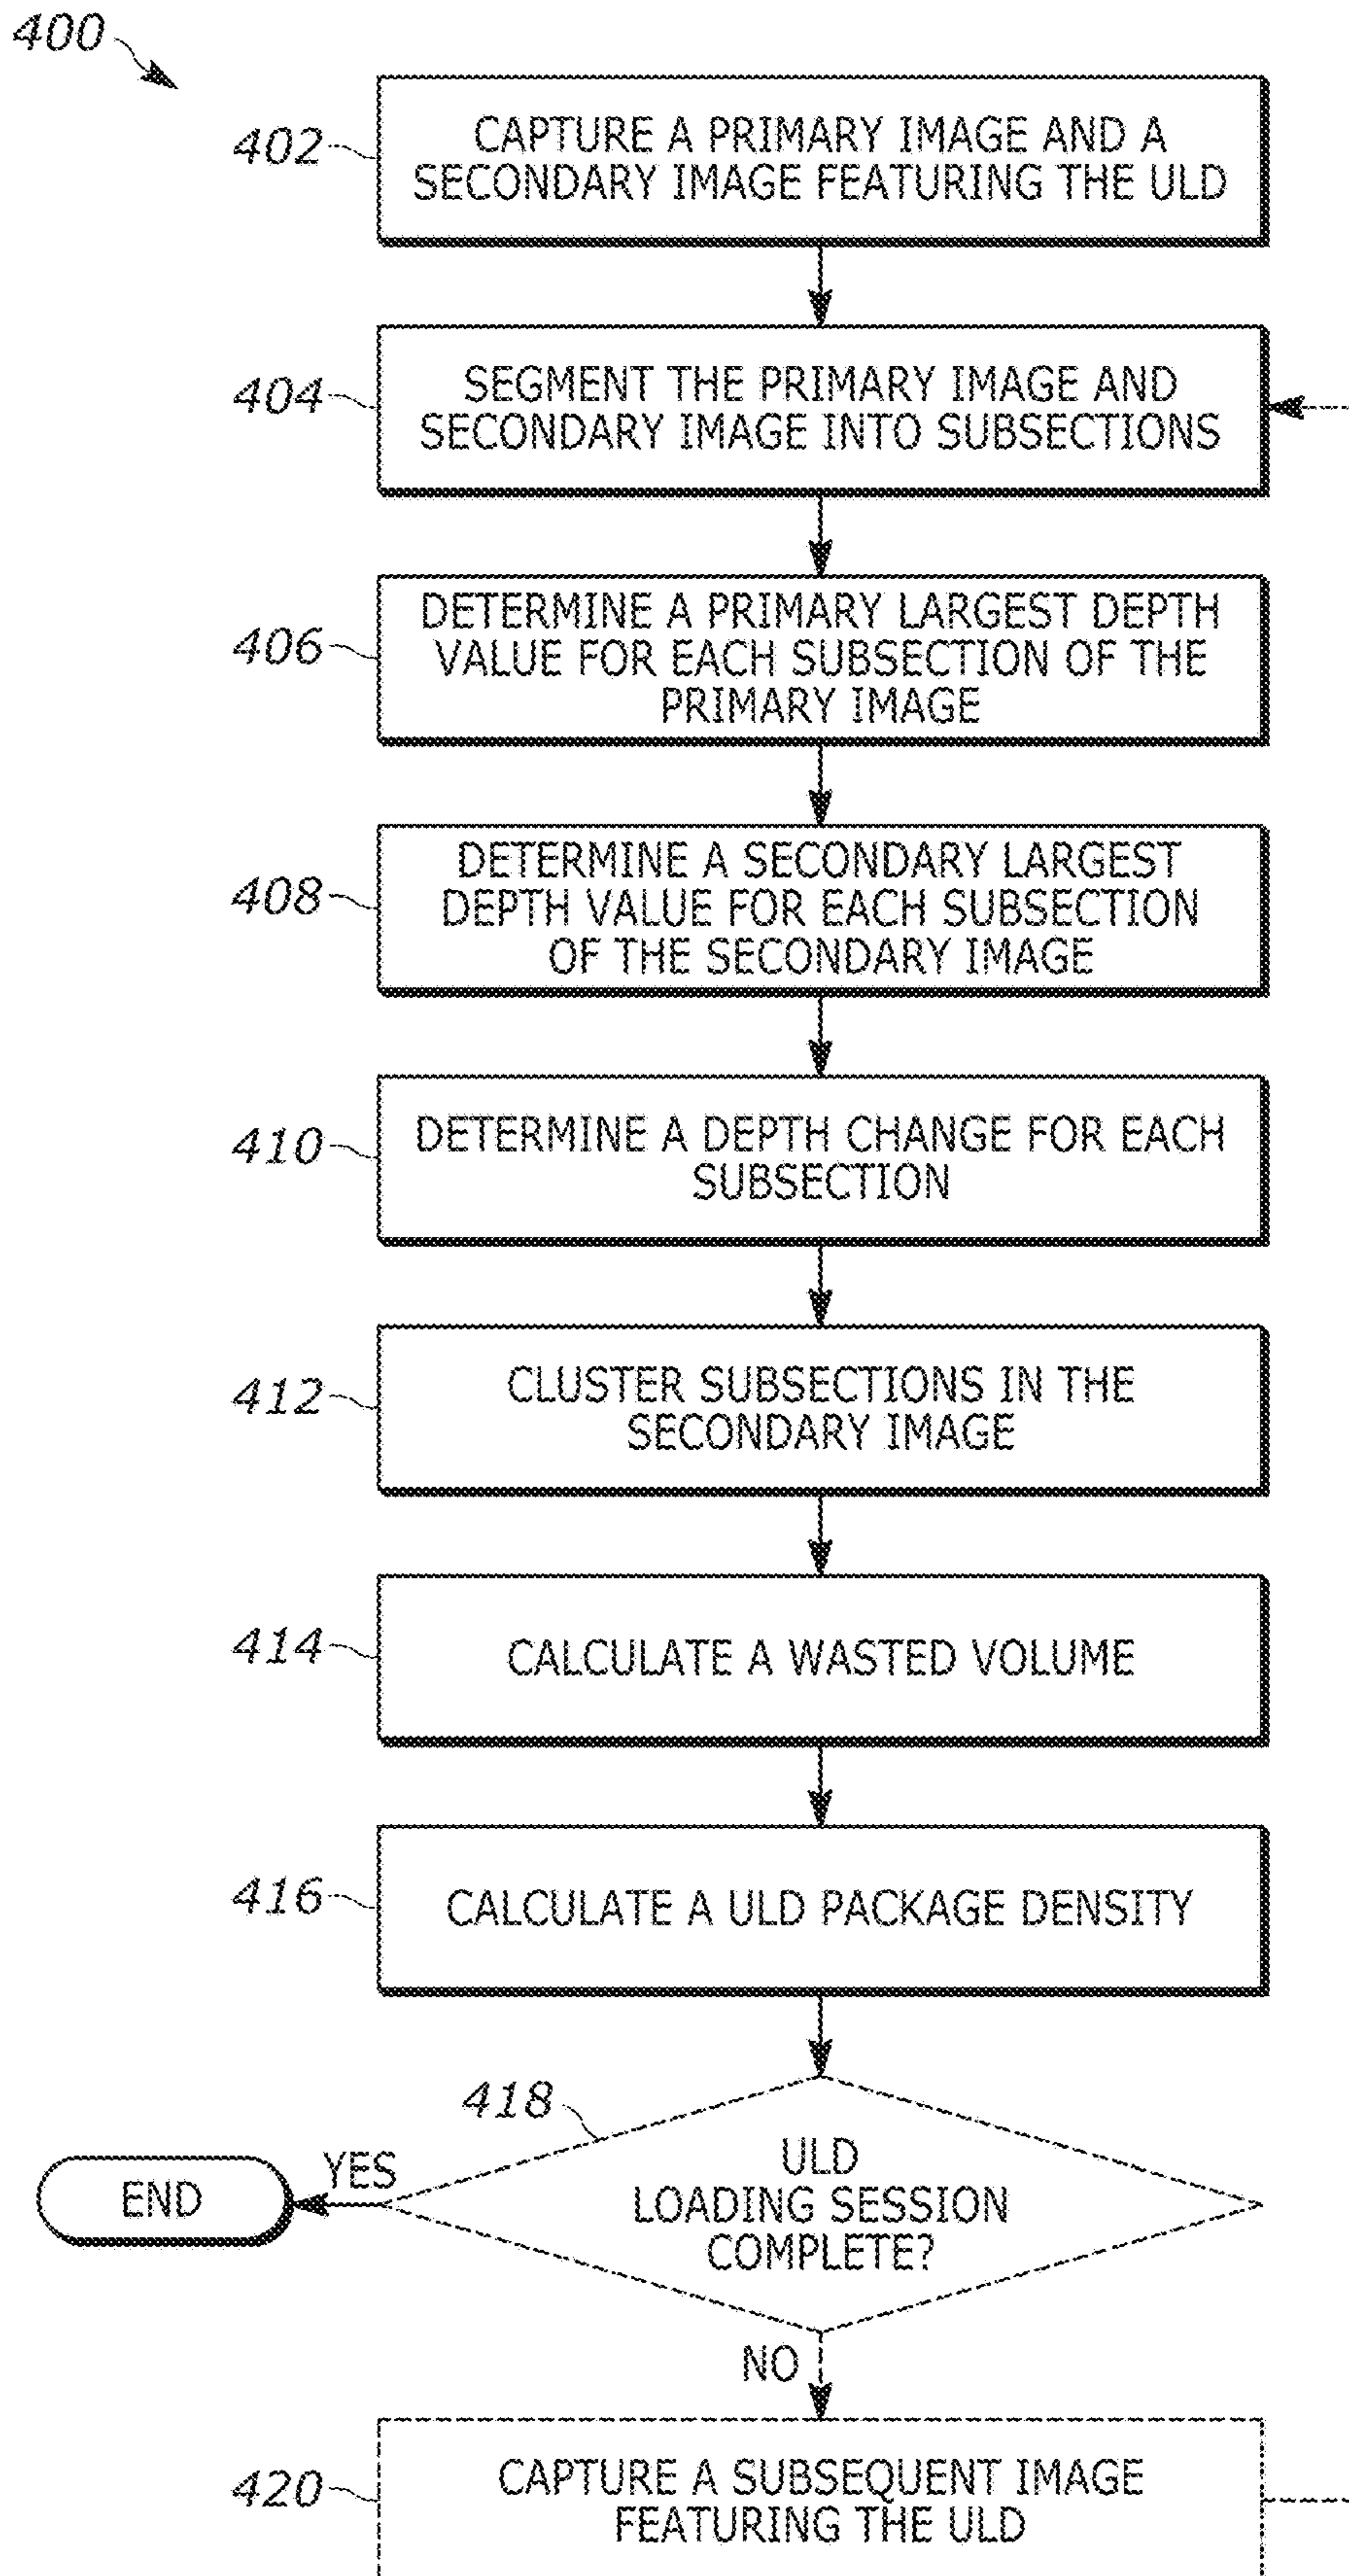 400
402
CAPTURE A PRIMARY IMAGE AND A
SECONDARY IMAGE FEATURING THE ULD
404
SEGMENT THE PRIMARY IMAGE AND
SECONDARY IMAGE INTO SUBSECTIONS
406
DETERMINE A PRIMARY LARGEST DEPTH
VALUE FOR EACH SUBSECTION OF THE
PRIMARY IMAGE
408
DETERMINE A SECONDARY LARGEST
DEPTH VALUE FOR EACH SUBSECTION
OF THE SECONDARY IMAGE
410
DETERMINE A DEPTH CHANGE FOR EACH
SUBSECTION
412
CLUSTER SUBSECTIONS IN THE
SECONDARY IMAGE
414
CALCULATE A WASTED VOLUME
416
CALCULATE A ULD PACKAGE DENSITY
418
ULD
LOADING SESSION
COMPLETE?
YES
END
NO
420
CAPTURE A SUBSEQUENT IMAGE
FEATURING THE ULD